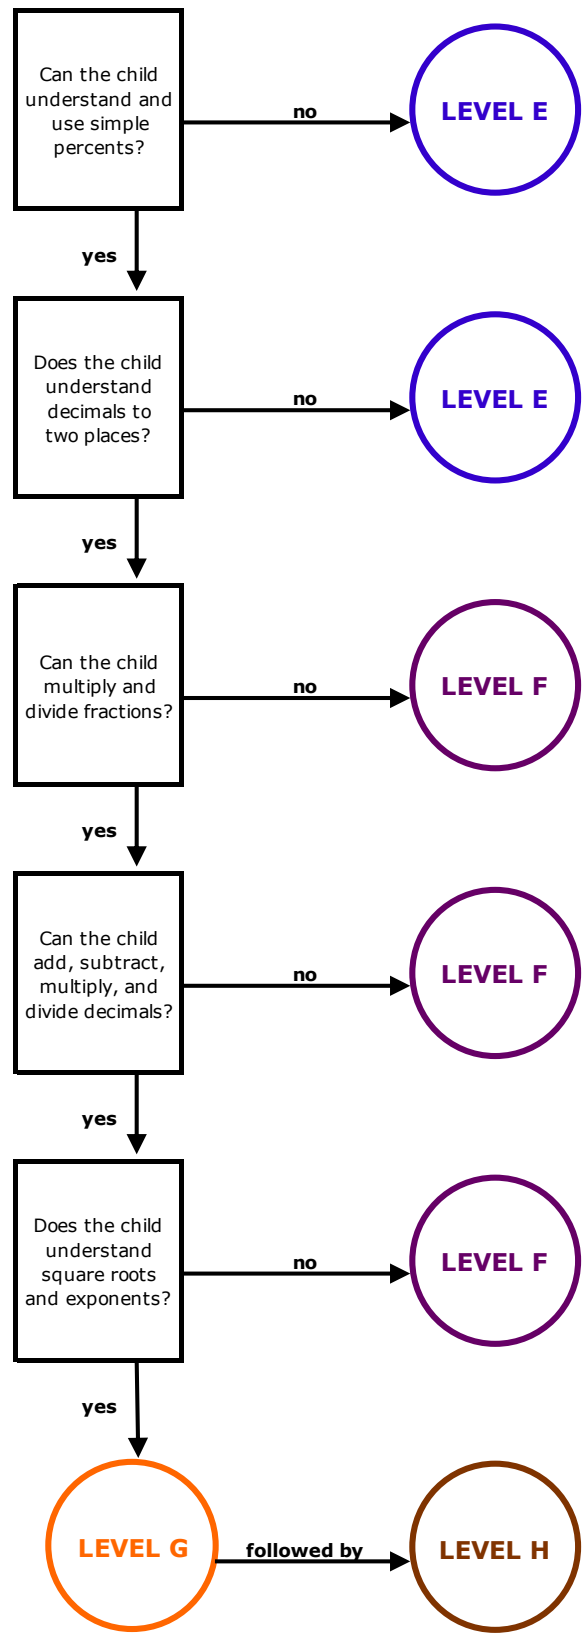 Can the child
understand and
use simple
percents?
no
LEVEL E
yes
Does the child
understand
decimals to
two places?
no
LEVEL E
yes
Can the child
multiply and
divide fractions?
no
LEVEL F
yes
Can the child
add, subtract,
multiply, and
divide decimals?
no
LEVEL F
yes
Does the child
understand
square roots
and exponents?
no
LEVEL F
yes
LEVEL G
followed by
LEVEL H